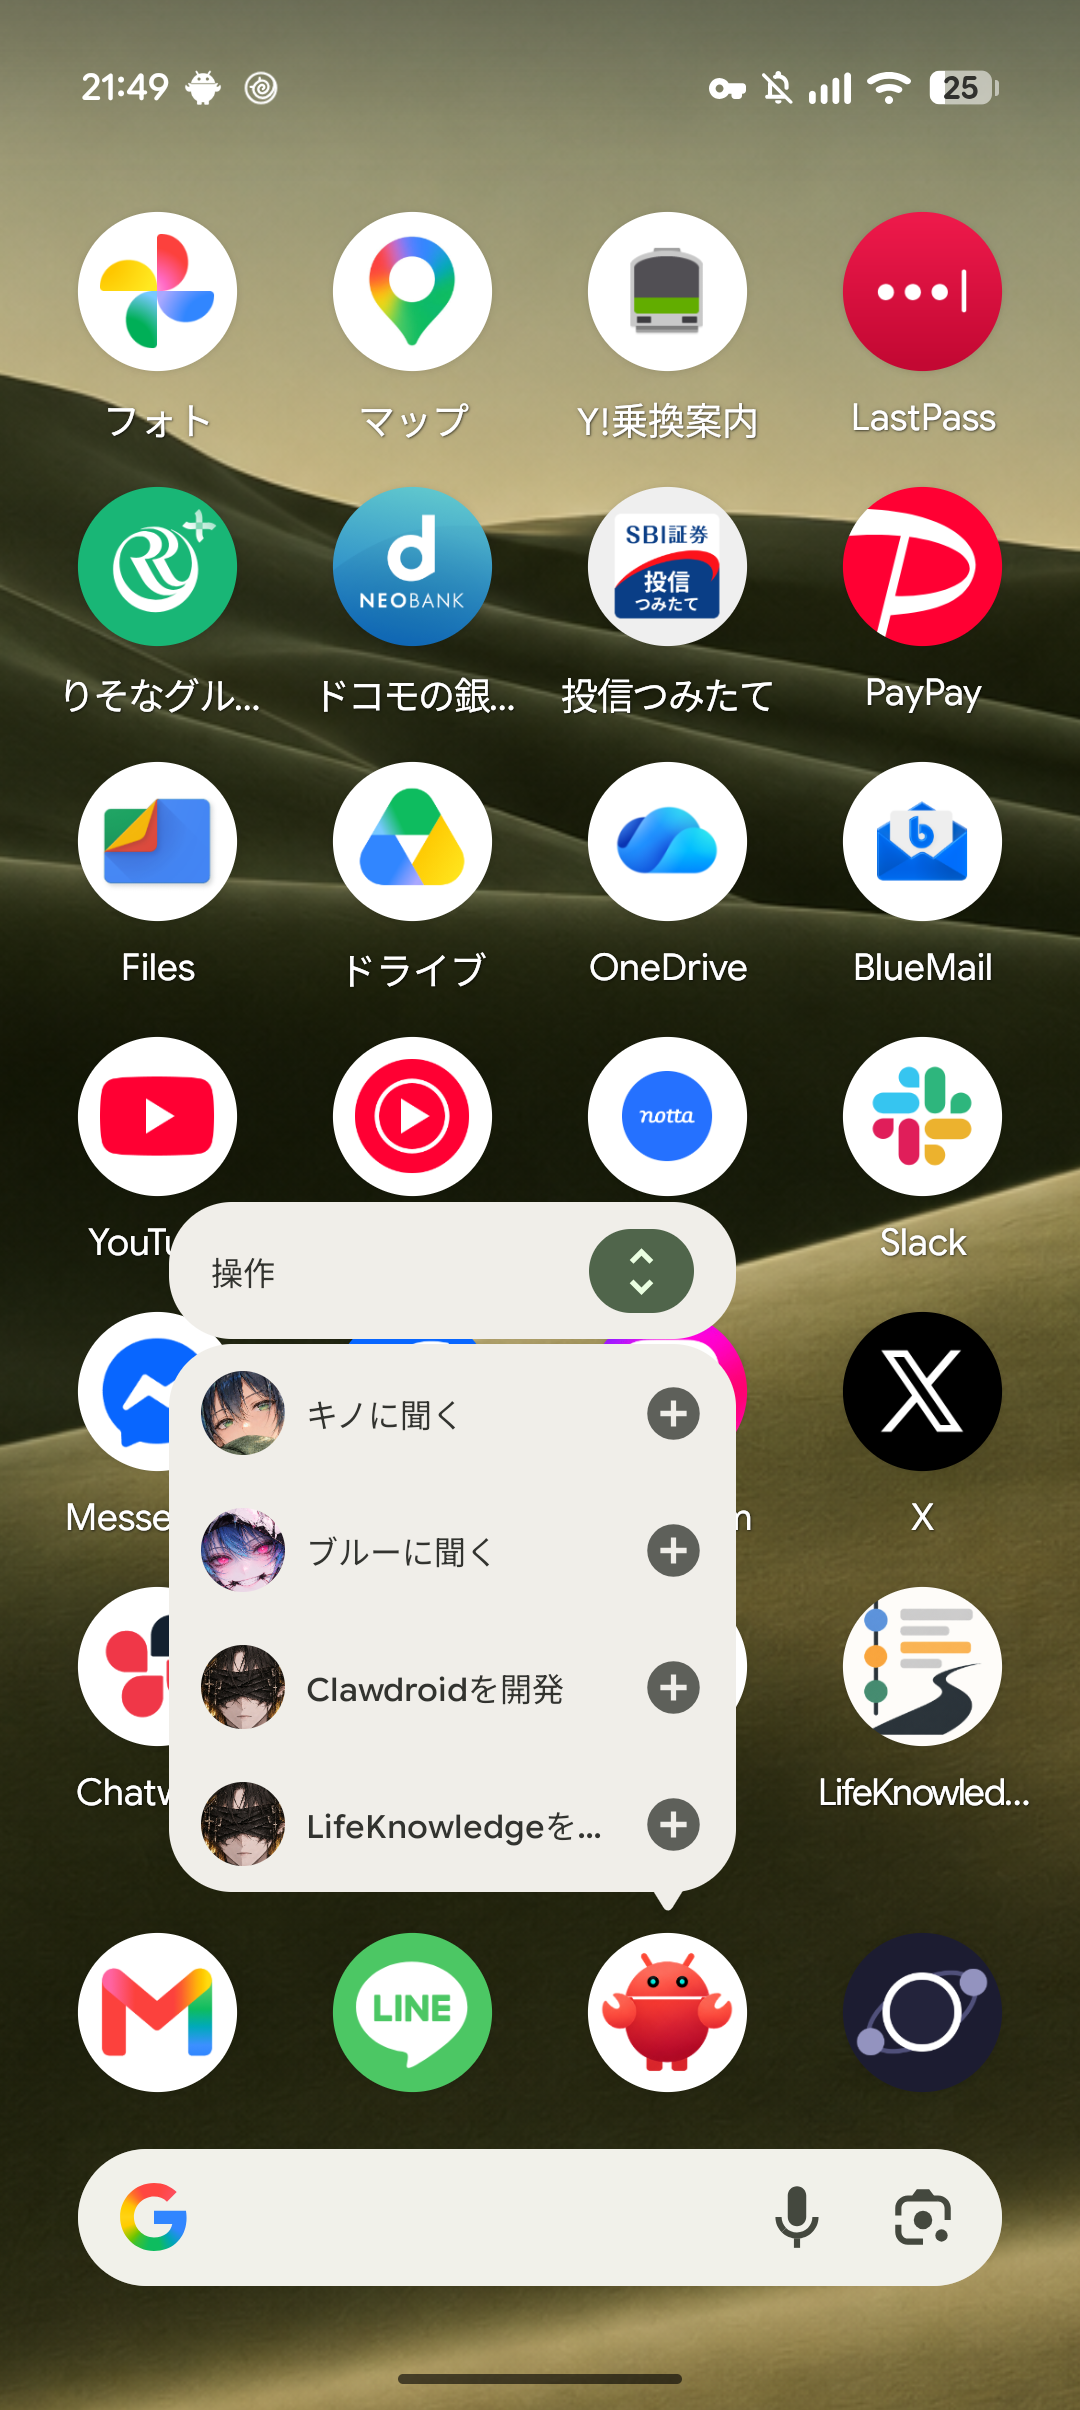 21:49
25
フォト
マップ
Y!乗換案内
LastPass
d
NEOBANK
SBI証券
投信
つみたて
りそなグル...
ドコモの銀...
投信つみたて
PayPay
Files
ドライブ
OneDrive
BlueMail
notta
YouTu
Slack
操作
キノに聞く
Messe
m
X
ブルーに聞く
Clawdroidを開発
Chatw
LifeKnowled...
LifeKnowledgeを...
LINE